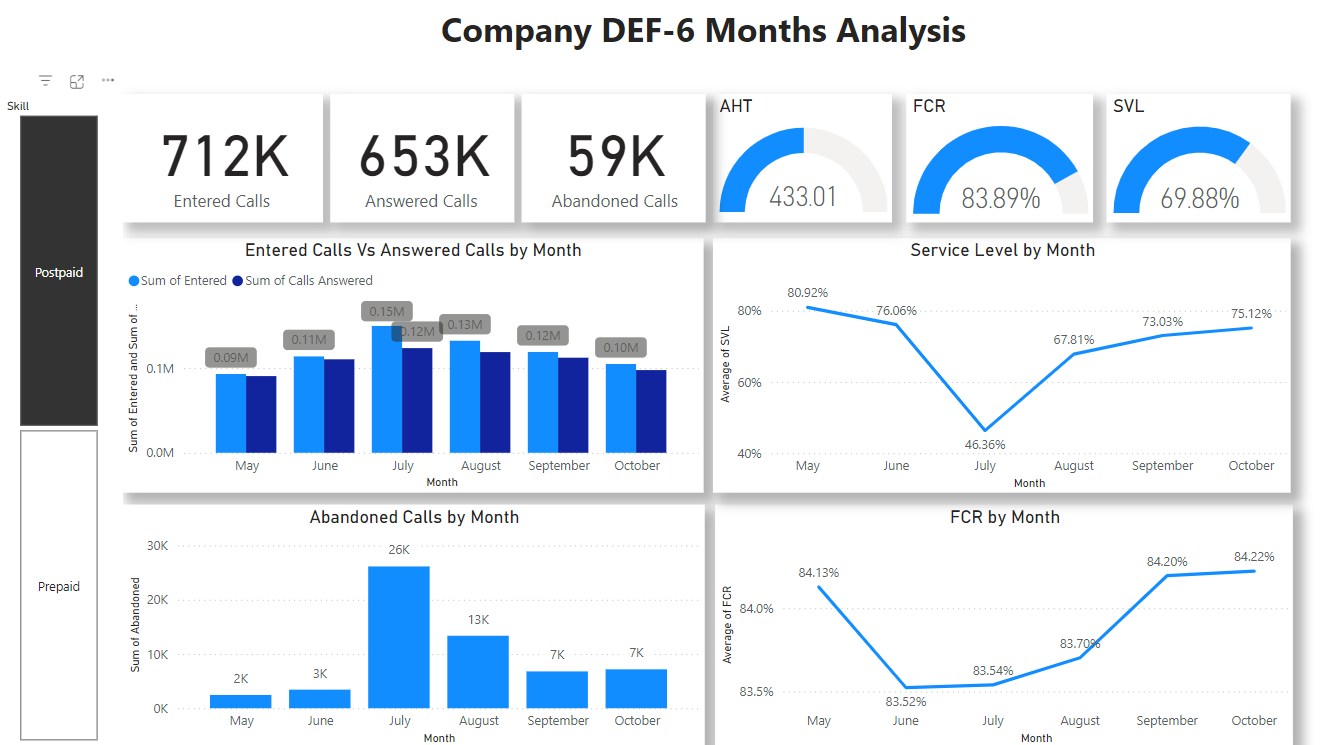 Company DEF-6 Months Analysis
Skill
Postpaid
Prepaid
712K
Entered Calls
653K
Answered Calls
59K
Abandoned Calls
AHT
433.01
FCR
83.89%
SVL
69.88%
Entered Calls Vs Answered Calls by Month
Sum of Entered Sum of Calls Answered
Sum of Entered and Sum of ...
0.1M
0.0M
0.09M
0.11M
0.15M
0.12M
0.13M
0.12M
0.10M
May June July August September October
Month
Service Level by Month
Average of SVL
80%
60%
40%
80.92%
76.06%
46.36%
67.81%
73.03%
75.12%
May June July August September October
Month
Abandoned Calls by Month
Sum of Abandoned
30K
20K
10K
0K
2K
3K
26K
13K
7K
7K
May June July August September October
Month
FCR by Month
Average of FCR
84.0%
83.5%
84.13%
83.52%
83.54%
83.70%
84.20%
84.22%
May June July August September October
Month